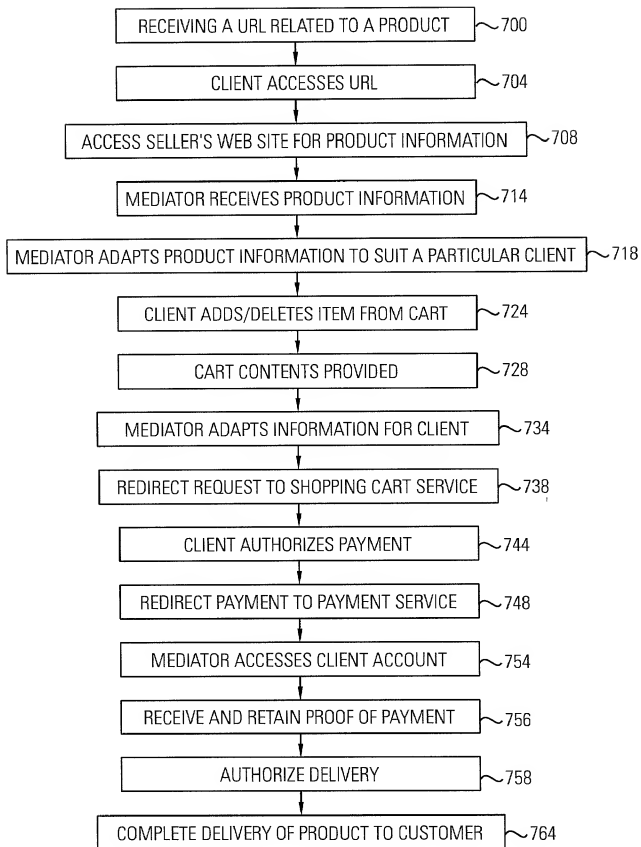 RECEIVING A URL RELATED TO A PRODUCT 700
CLIENT ACCESSES URL 704
ACCESS SELLER'S WEB SITE FOR PRODUCT INFORMATION 708
MEDIATOR RECEIVES PRODUCT INFORMATION 714
MEDIATOR ADAPTS PRODUCT INFORMATION TO SUIT A PARTICULAR CLIENT 718
CLIENT ADDS/DELETES ITEM FROM CART 724
CART CONTENTS PROVIDED 728
MEDIATOR ADAPTS INFORMATION FOR CLIENT 734
REDIRECT REQUEST TO SHOPPING CART SERVICE 738
CLIENT AUTHORIZES PAYMENT 744
REDIRECT PAYMENT TO PAYMENT SERVICE 748
MEDIATOR ACCESSES CLIENT ACCOUNT 754
RECEIVE AND RETAIN PROOF OF PAYMENT 756
AUTHORIZE DELIVERY 758
COMPLETE DELIVERY OF PRODUCT TO CUSTOMER 764